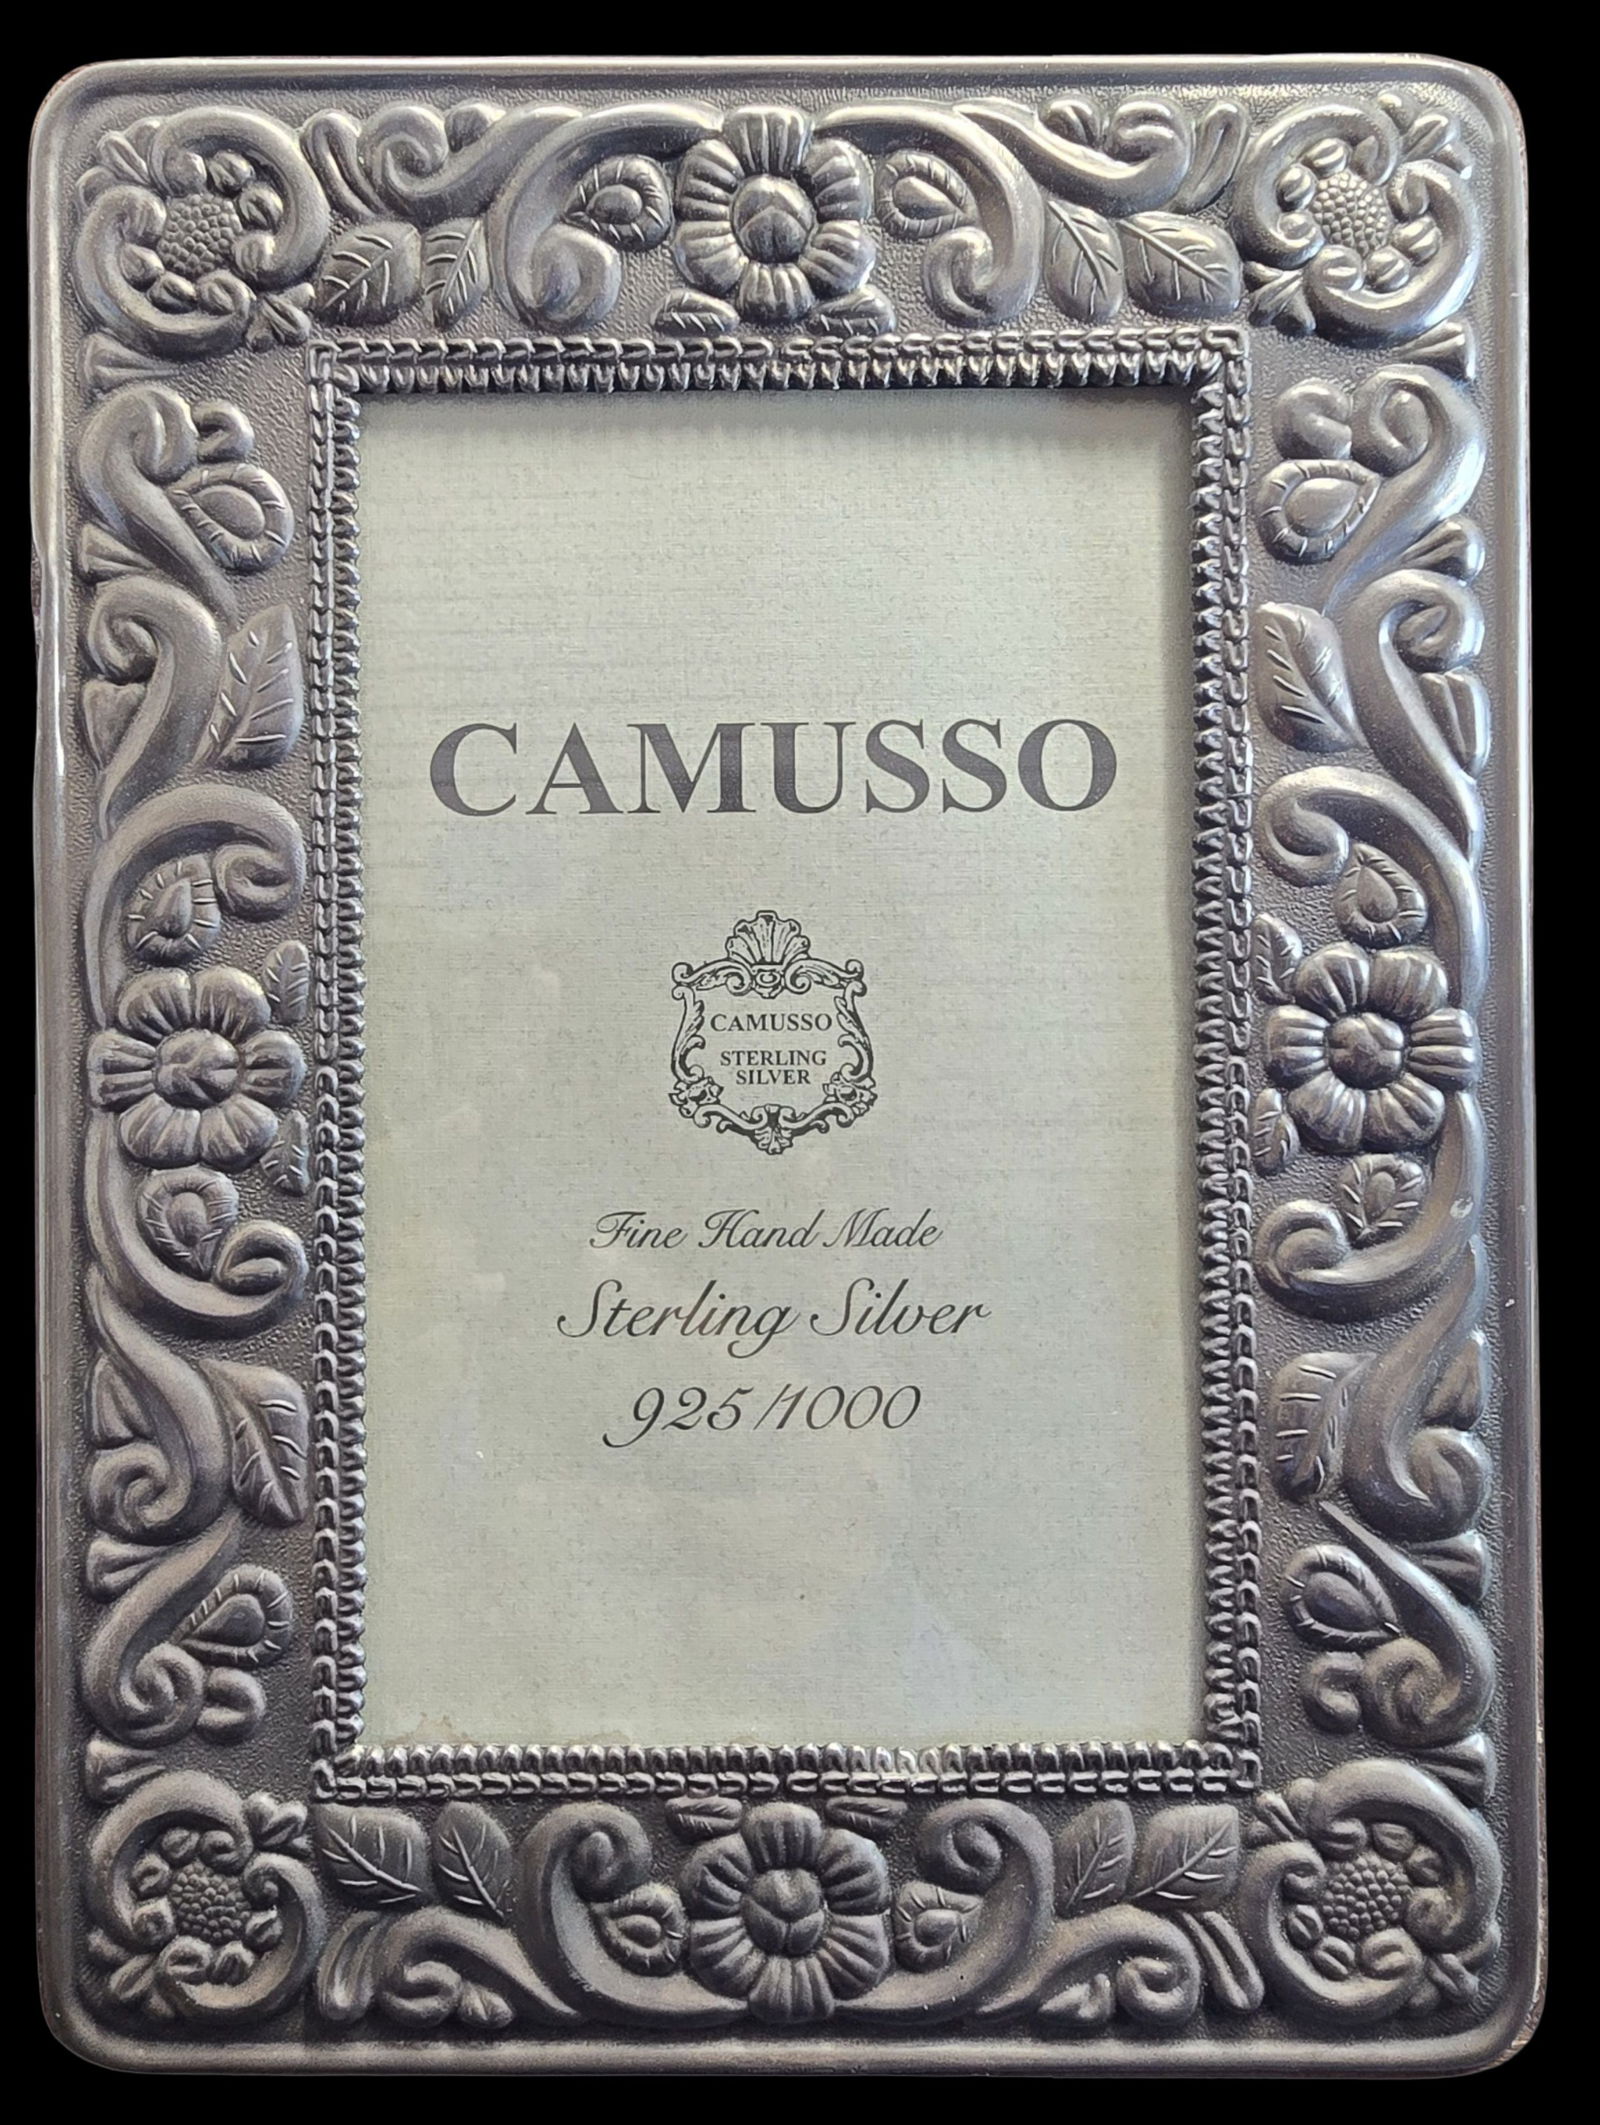 CAMUSSO
CAMUSSO
STERLING
SILVER
Fine Hand Made
Sterling Silver
925/1000